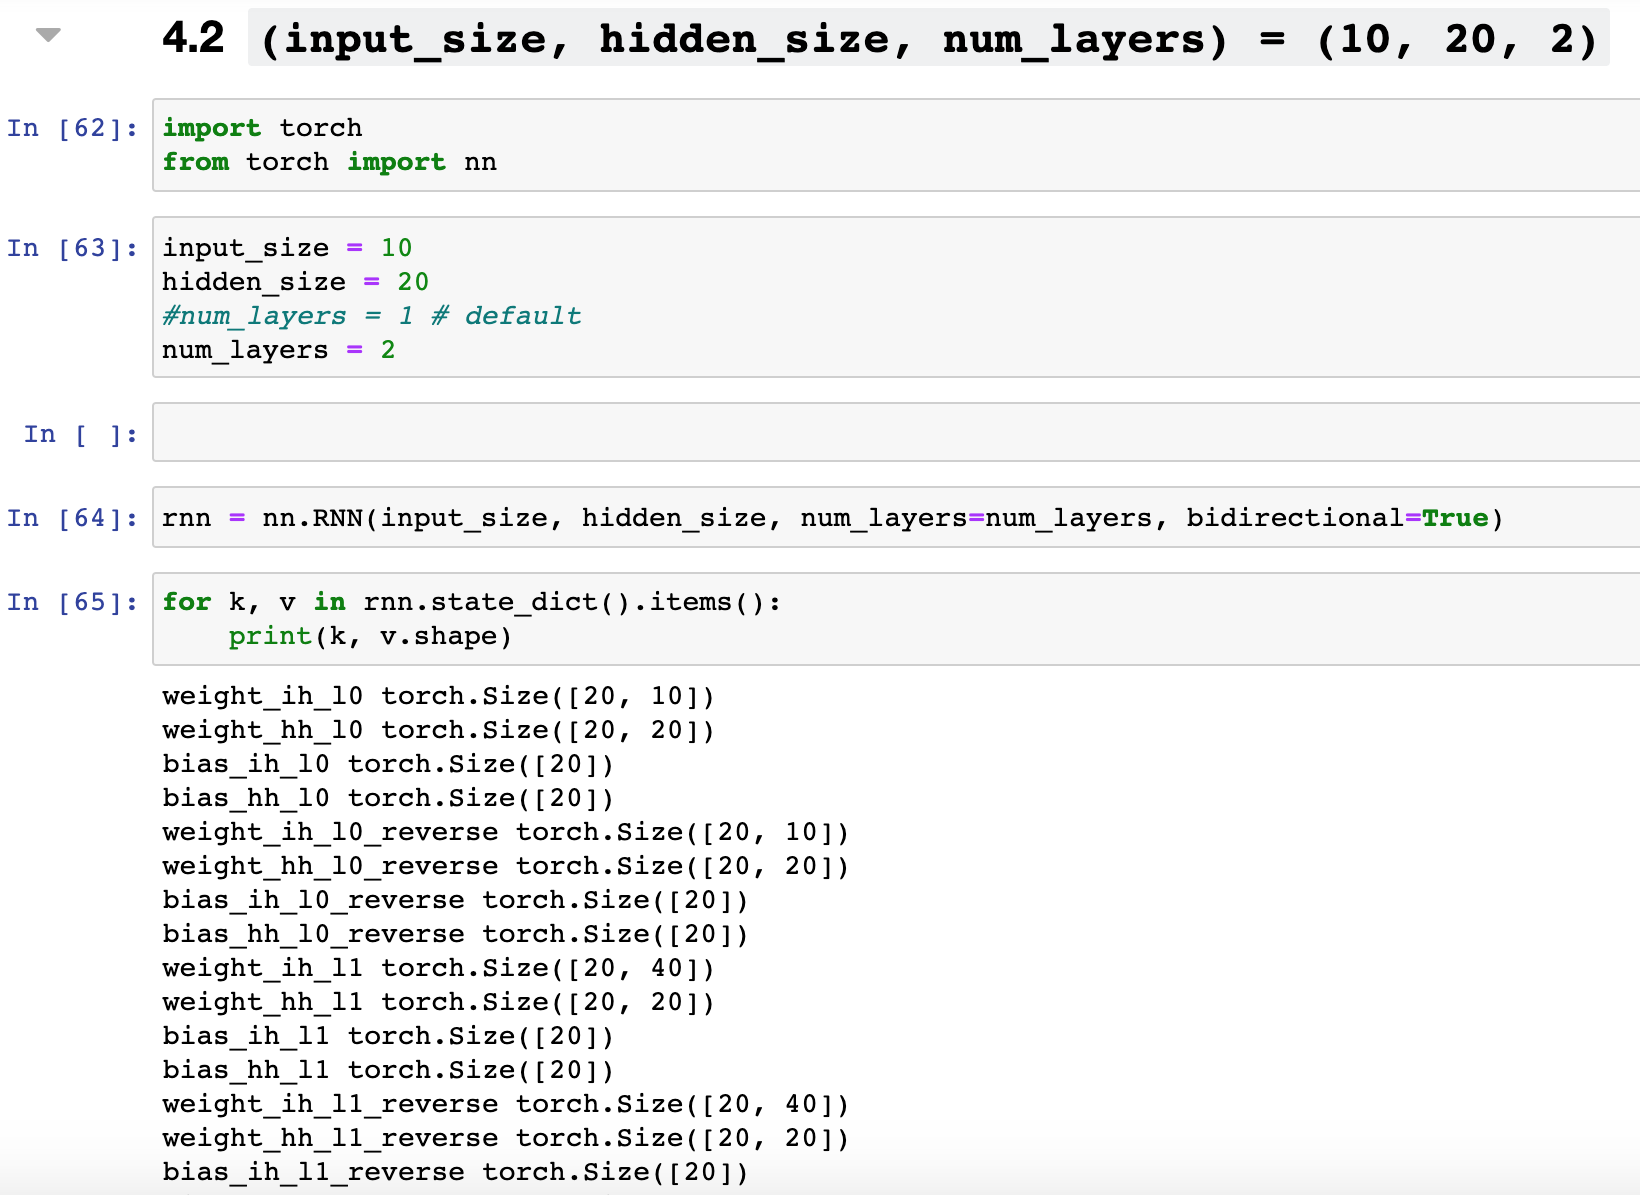 4.2 (input_size, hidden_size, num_layers) = (10, 20, 2)
In [62]: import torch
from torch import nn
In [63]: input_size = 10
hidden_size = 20
#num_layers = 1 # default
num_layers = 2
In [ ]:
In [64]: rnn = nn.RNN(input_size, hidden_size, num_layers=num_layers, bidirectional=True)
In [65]: for k, v in rnn.state_dict().items():
    print(k, v.shape)
weight_ih_l0 torch.Size([20, 10])
weight_hh_l0 torch.Size([20, 20])
bias_ih_l0 torch.Size([20])
bias_hh_l0 torch.Size([20])
weight_ih_l0_reverse torch.Size([20, 10])
weight_hh_l0_reverse torch.Size([20, 20])
bias_ih_l0_reverse torch.Size([20])
bias_hh_l0_reverse torch.Size([20])
weight_ih_l1 torch.Size([20, 40])
weight_hh_l1 torch.Size([20, 20])
bias_ih_l1 torch.Size([20])
bias_hh_l1 torch.Size([20])
weight_ih_l1_reverse torch.Size([20, 40])
weight_hh_l1_reverse torch.Size([20, 20])
bias_ih_l1_reverse torch.Size([20])